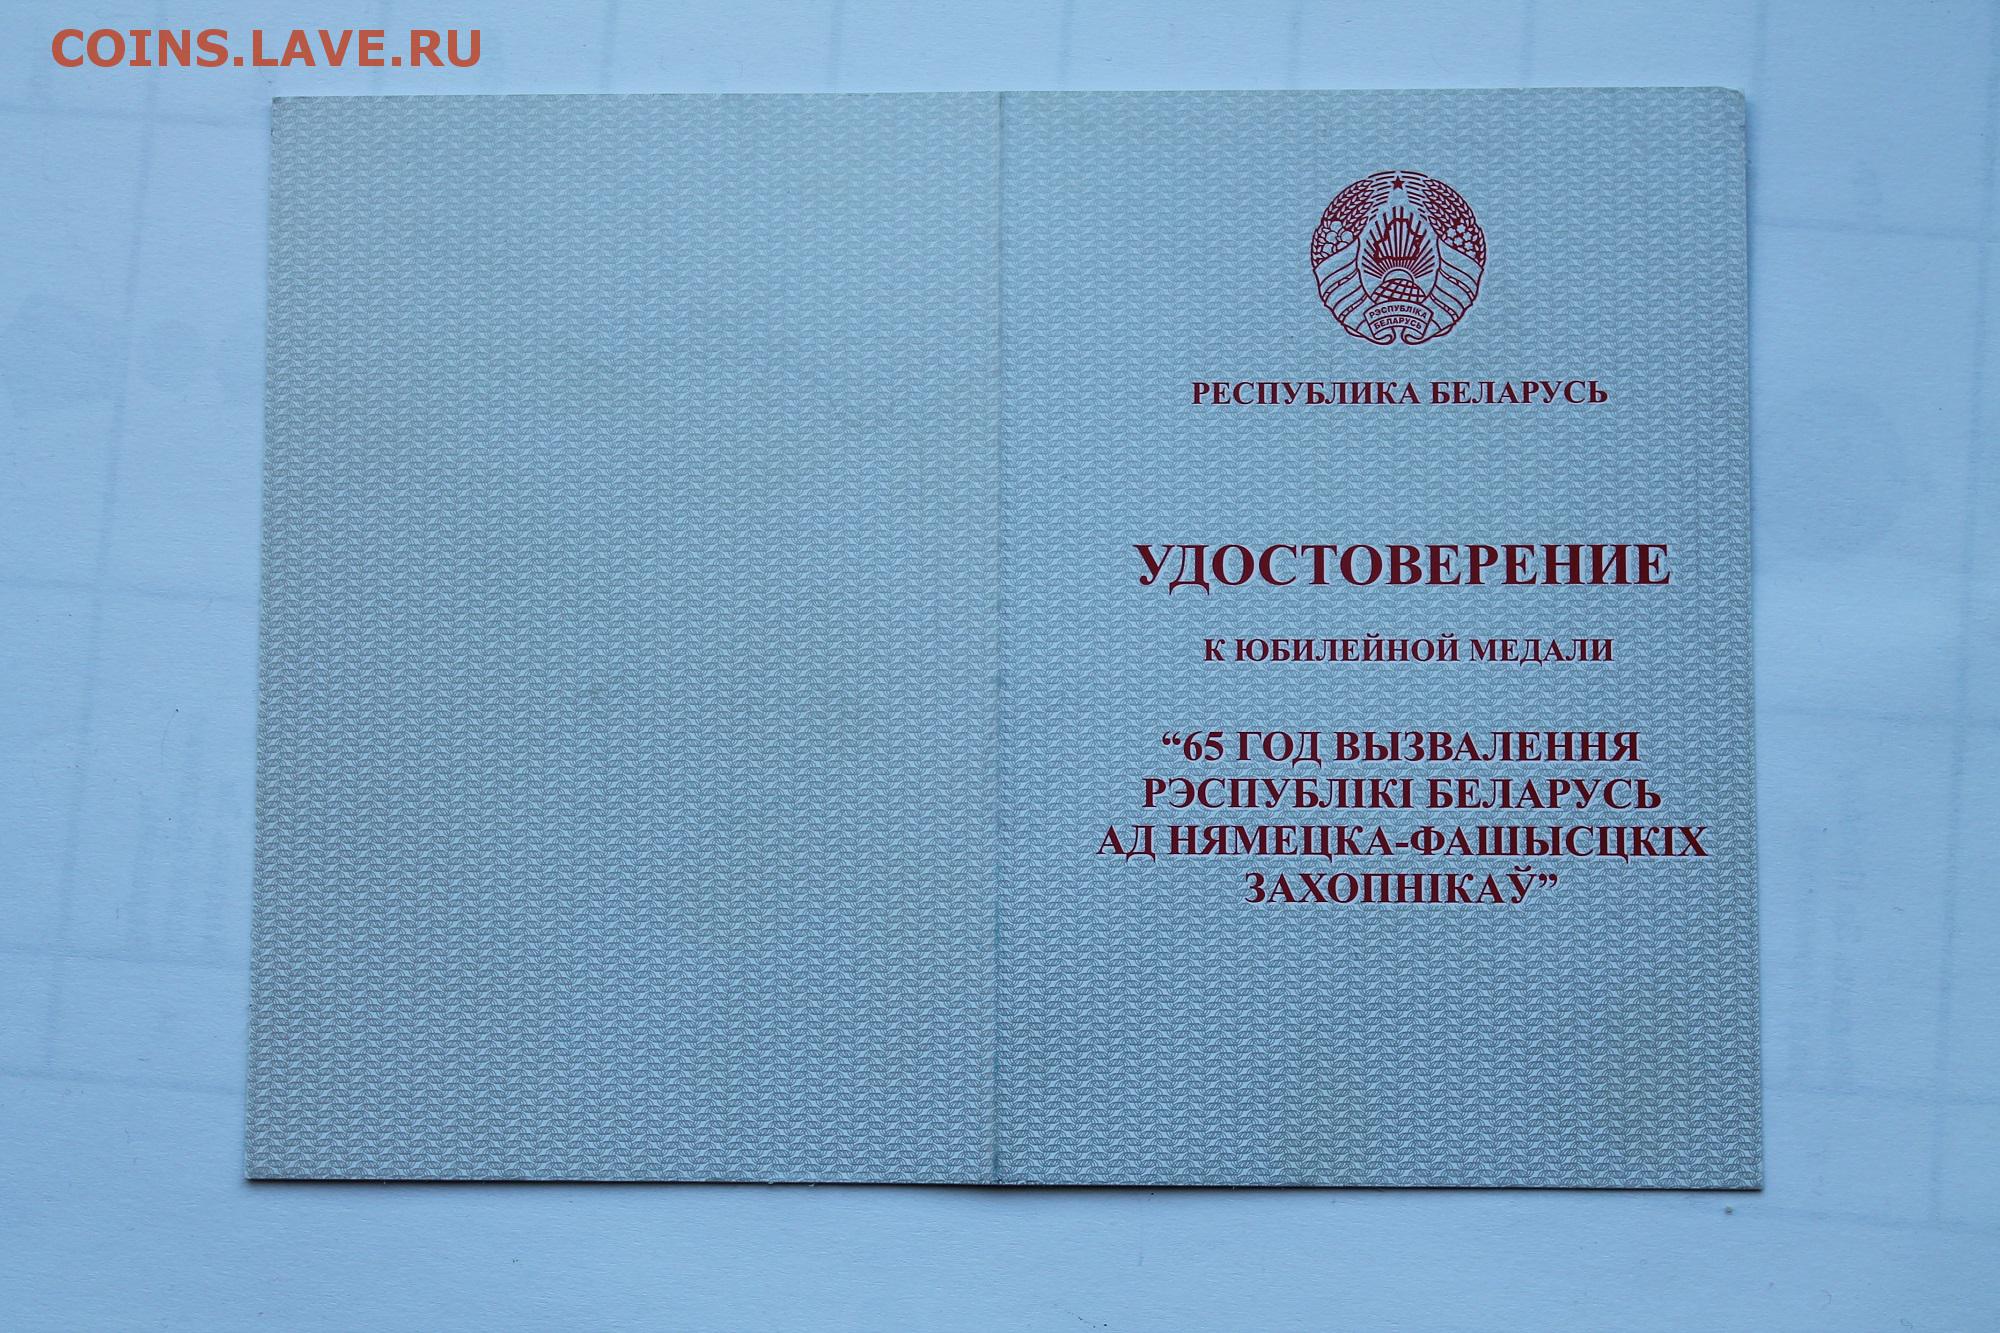 COINS.LAVE.RU
РЭСПУБЛІКА
БЕЛАРУСЬ
РЕСПУБЛИКА БЕЛАРУСЬ
УДОСТОВЕРЕНИЕ
К ЮБИЛЕЙНОЙ МЕДАЛИ
“65 ГОД ВЫЗВАЛЕННЯ
РЭСПУБЛІКІ БЕЛАРУСЬ
АД НЯМЕЦКА-ФАШЫСЦКІХ
ЗАХОПНІКАЎ”